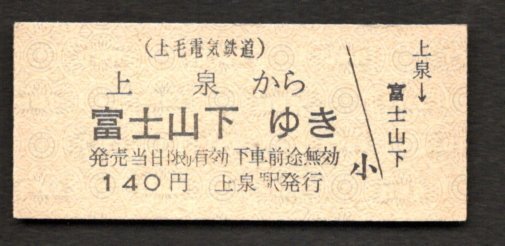 (上毛電気鉄道)
上泉から
富士山下 ゆき
発売当日限り有効 下車前途無効
140円 上泉駅発行
小
上泉→富士山下